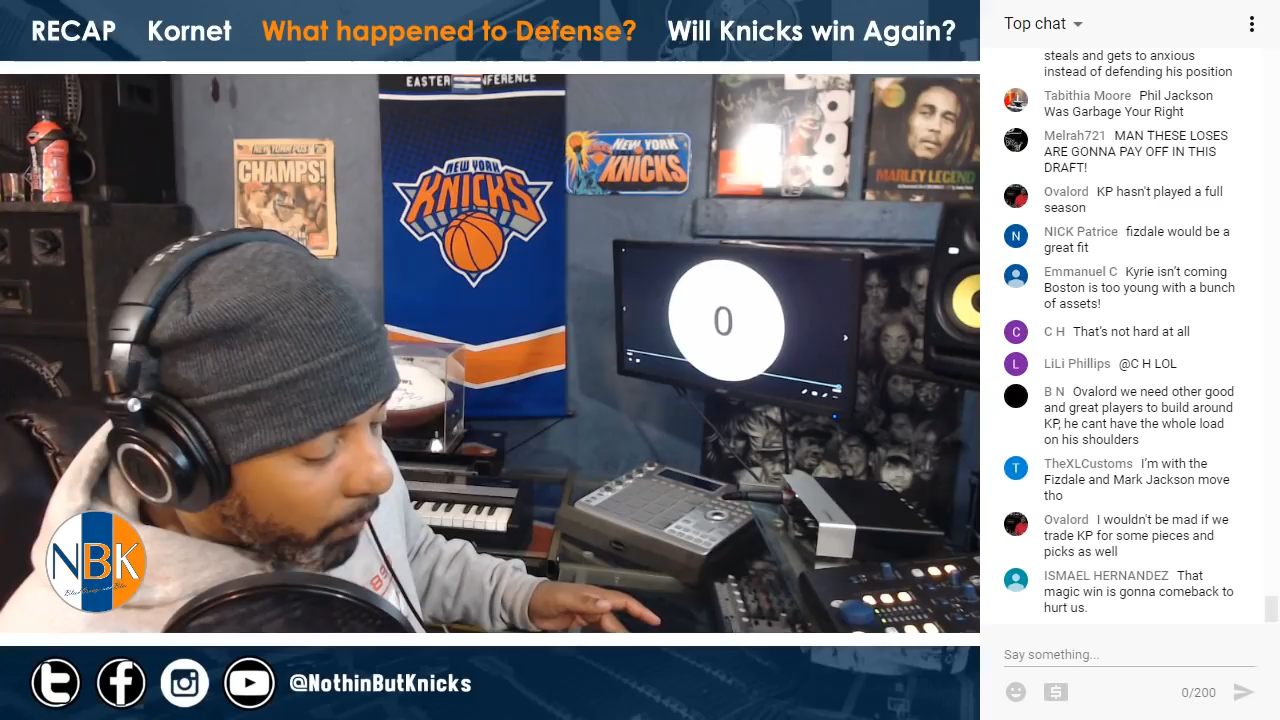 RECAP Kornet What happened to Defense? Will Knicks win Again?
CHAMPS!
NEW YORK
KNICKS
NEW YORK
KNICKS
MARLEY LEGEND
0
NBK
@NothinButKnicks
Top chat
steals and gets to anxious
instead of defending his position
Tabithia Moore Phil Jackson
Was Garbage Your Right
Melrah721 MAN THESE LOSES
ARE GONNA PAY OFF IN THIS
DRAFT!
Ovalord KP hasn't played a full
season
N
NICK Patrice fizdale would be a
great fit
Emmanuel C Kyrie isn't coming
Boston is too young with a bunch
of assets!
C
C H That's not hard at all
L
LiLi Phillips @C H LOL
B N Ovalord we need other good
and great players to build around
KP, he cant have the whole load
on his shoulders
T
TheXLCustoms I'm with the
Fizdale and Mark Jackson move
tho
Ovalord I wouldn't be mad if we
trade KP for some pieces and
picks as well
ISMAEL HERNANDEZ That
magic win is gonna comeback to
hurt us.
Say something...
0/200